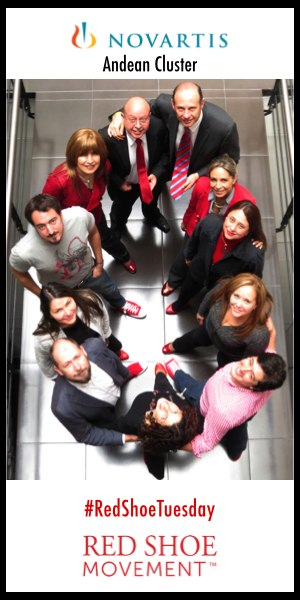 NOVARTIS
Andean Cluster
#RedShoeTuesday
RED SHOE
MOVEMENT™